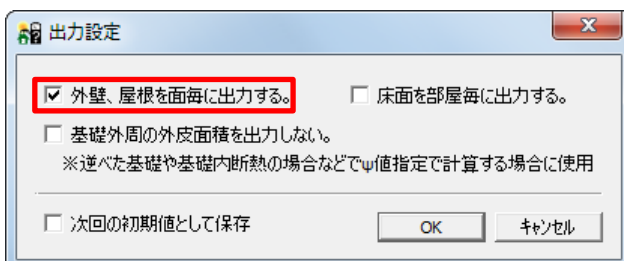 出力設定
外壁、屋根を面毎に出力する。 床面を部屋毎に出力する。
基礎外周の外皮面積を出力しない。
※逆べた基礎や基礎内断熱の場合などでψ値指定で計算する場合に使用
次回の初期値として保存 OK キャンセル